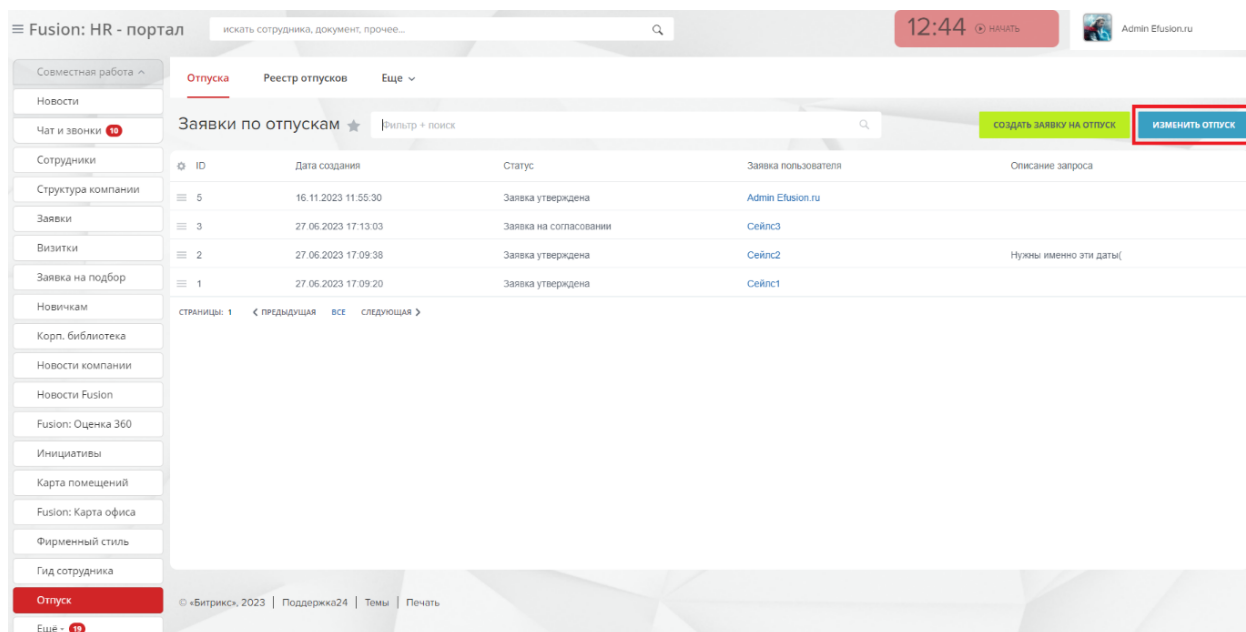 Fusion: HR - портал
искать сотрудника, документ, прочее...
12:44 НАЧАТЬ
Admin Efusion.ru
Совместная работа
Новости
Чат и звонки 10
Сотрудники
Структура компании
Заявки
Визитки
Заявка на подбор
Новичкам
Корп. библиотека
Новости компании
Новости Fusion
Fusion: Оценка 360
Инициативы
Карта помещений
Fusion: Карта офиса
Фирменный стиль
Гид сотрудника
Отпуск
Ещё - 19
Отпуска Реестр отпусков Еще
Заявки по отпускам Фильтр + поиск СОЗДАТЬ ЗАЯВКУ НА ОТПУСК ИЗМЕНИТЬ ОТПУСК
ID Дата создания Статус Заявка пользователя Описание запроса
5 16.11.2023 11:55:30 Заявка утверждена Admin Efusion.ru
3 27.06.2023 17:13:03 Заявка на согласовании Сейлс3
2 27.06.2023 17:09:38 Заявка утверждена Сейлс2 Нужны именно эти даты(
1 27.06.2023 17:09:20 Заявка утверждена Сейлс1
СТРАНИЦЫ: 1 ПРЕДЫДУЩАЯ ВСЕ СЛЕДУЮЩАЯ
© «Битрикс», 2023 | Поддержка24 | Темы | Печать